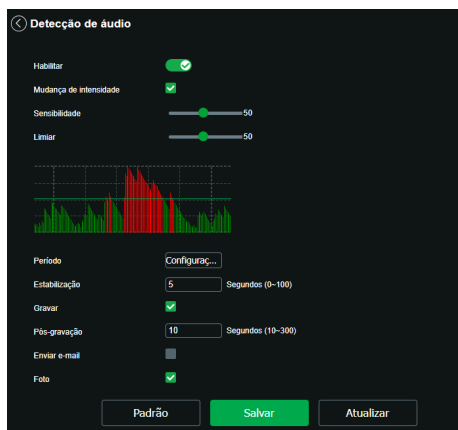 Detecção de áudio
Habilitar
Mudança de intensidade
Sensibilidade 50
Limiar 50
Período Configuraç...
Estabilização 5 Segundos (0~100)
Gravar
Pós-gravação 10 Segundos (10~300)
Enviar e-mail
Foto
Padrão Salvar Atualizar